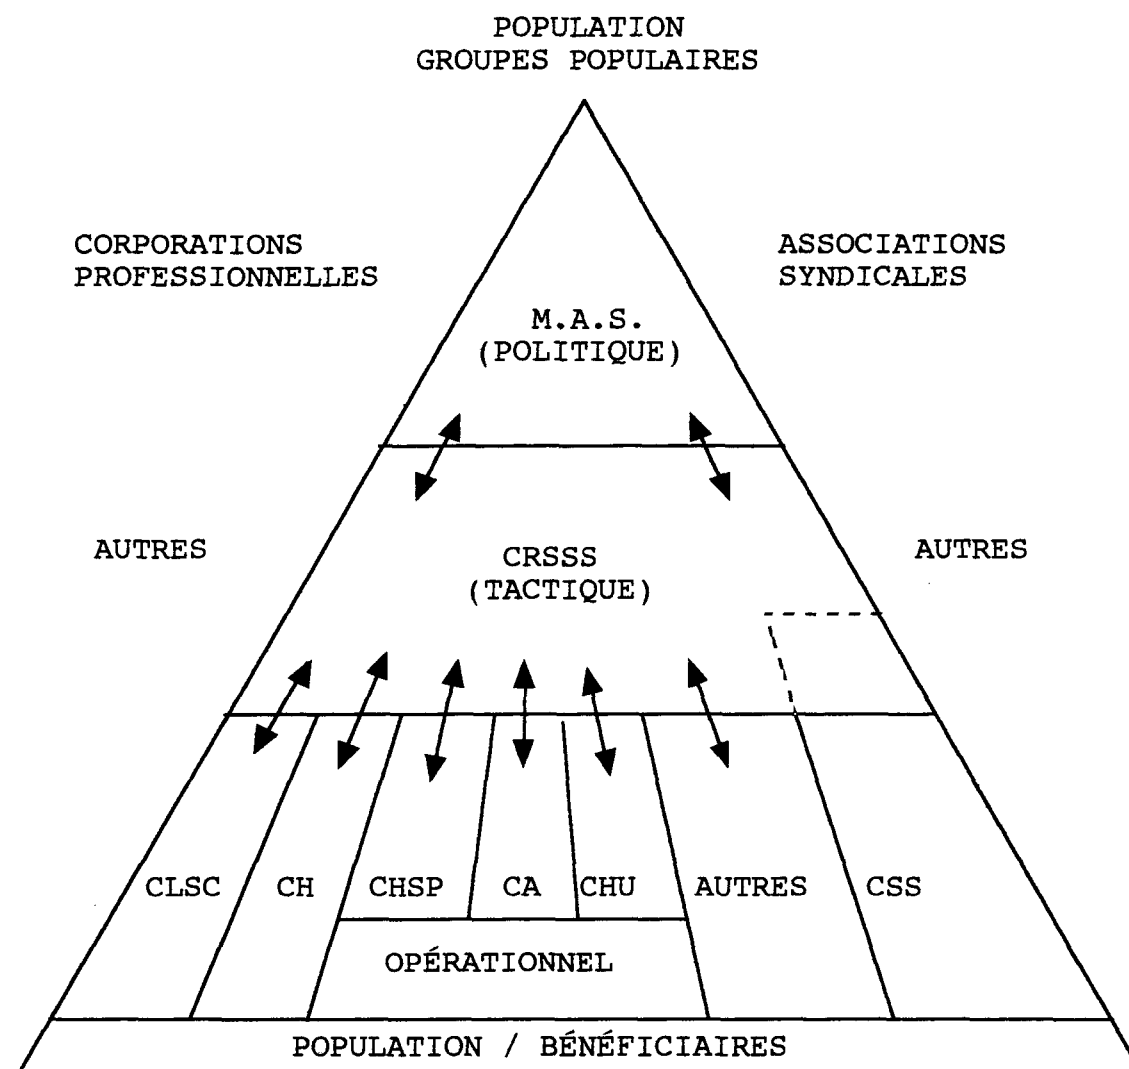 POPULATION
GROUPES POPULAIRES
CORPORATIONS
PROFESSIONNELLES
ASSOCIATIONS
SYNDICALES
M.A.S.
(POLITIQUE)
AUTRES
CRSSS
(TACTIQUE)
AUTRES
CLSC CH CHSP CA CHU AUTRES CSS
OPÉRATIONNEL
POPULATION / BÉNÉFICIAIRES